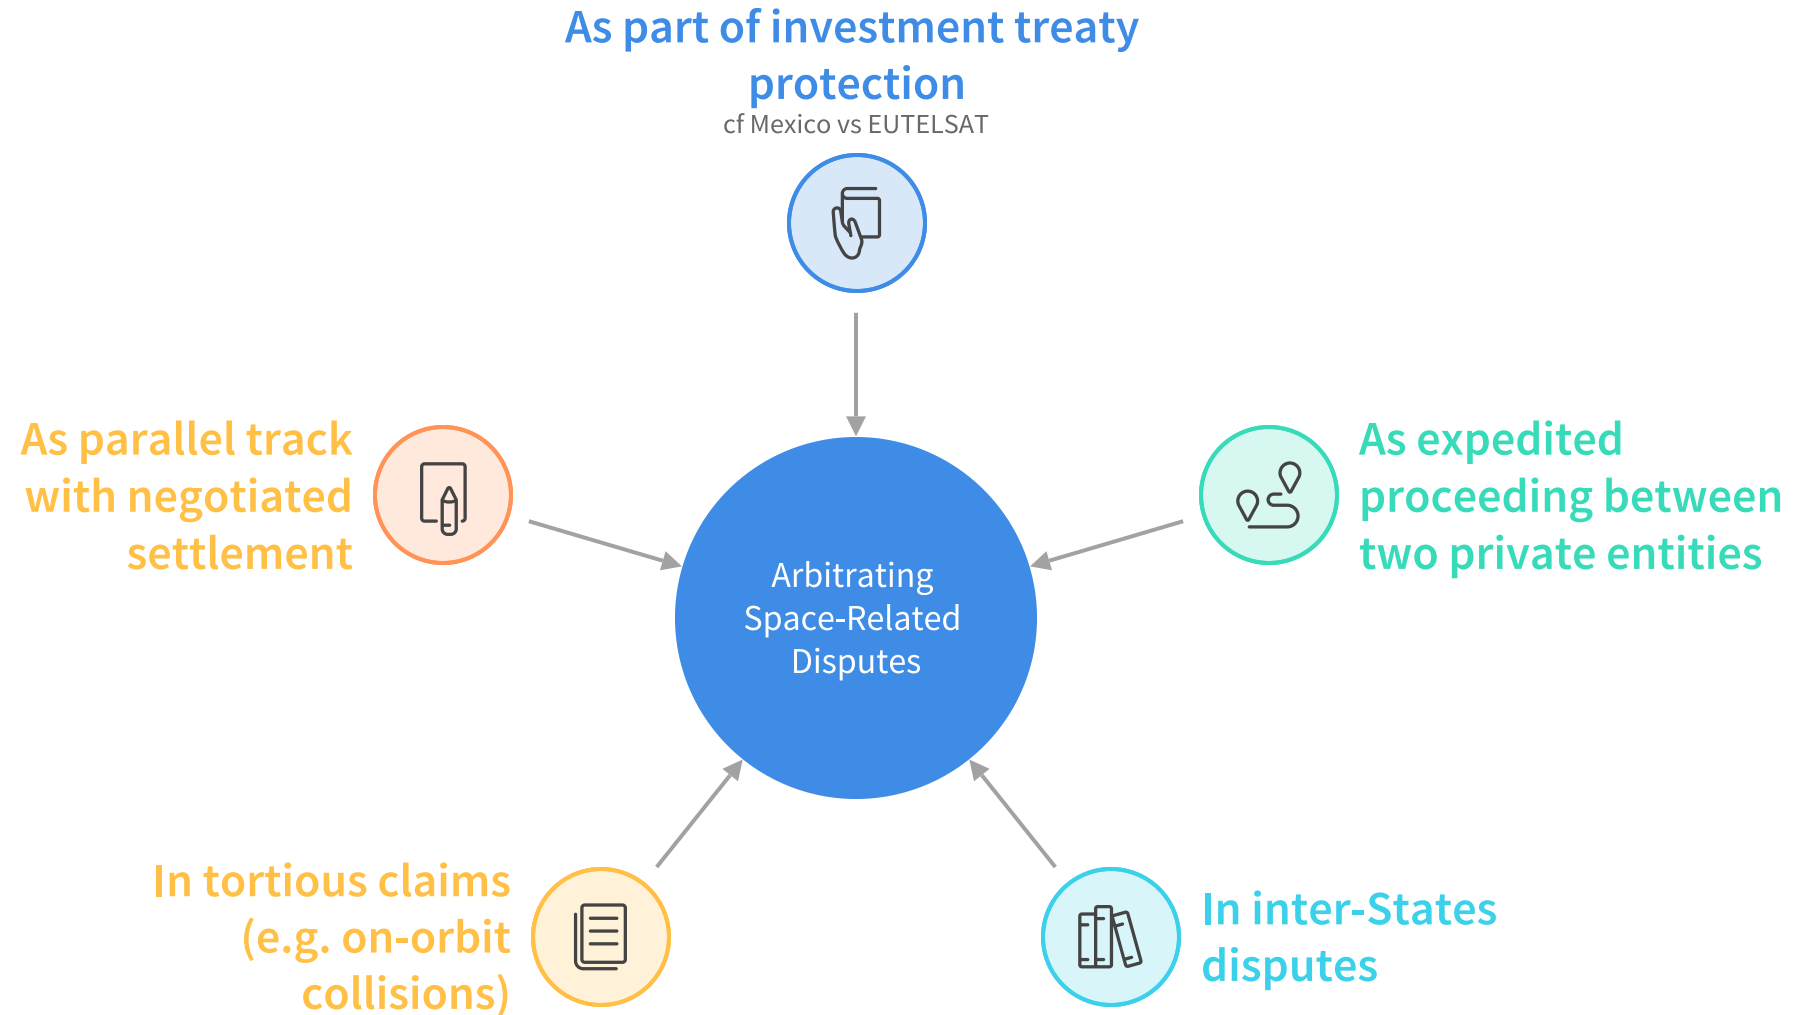 As part of investment treaty
protection
cf Mexico vs EUTELSAT
As parallel track
with negotiated
settlement
As expedited
proceeding between
two private entities
Arbitrating
Space-Related
Disputes
In tortious claims
(e.g. on-orbit
collisions)
In inter-States
disputes